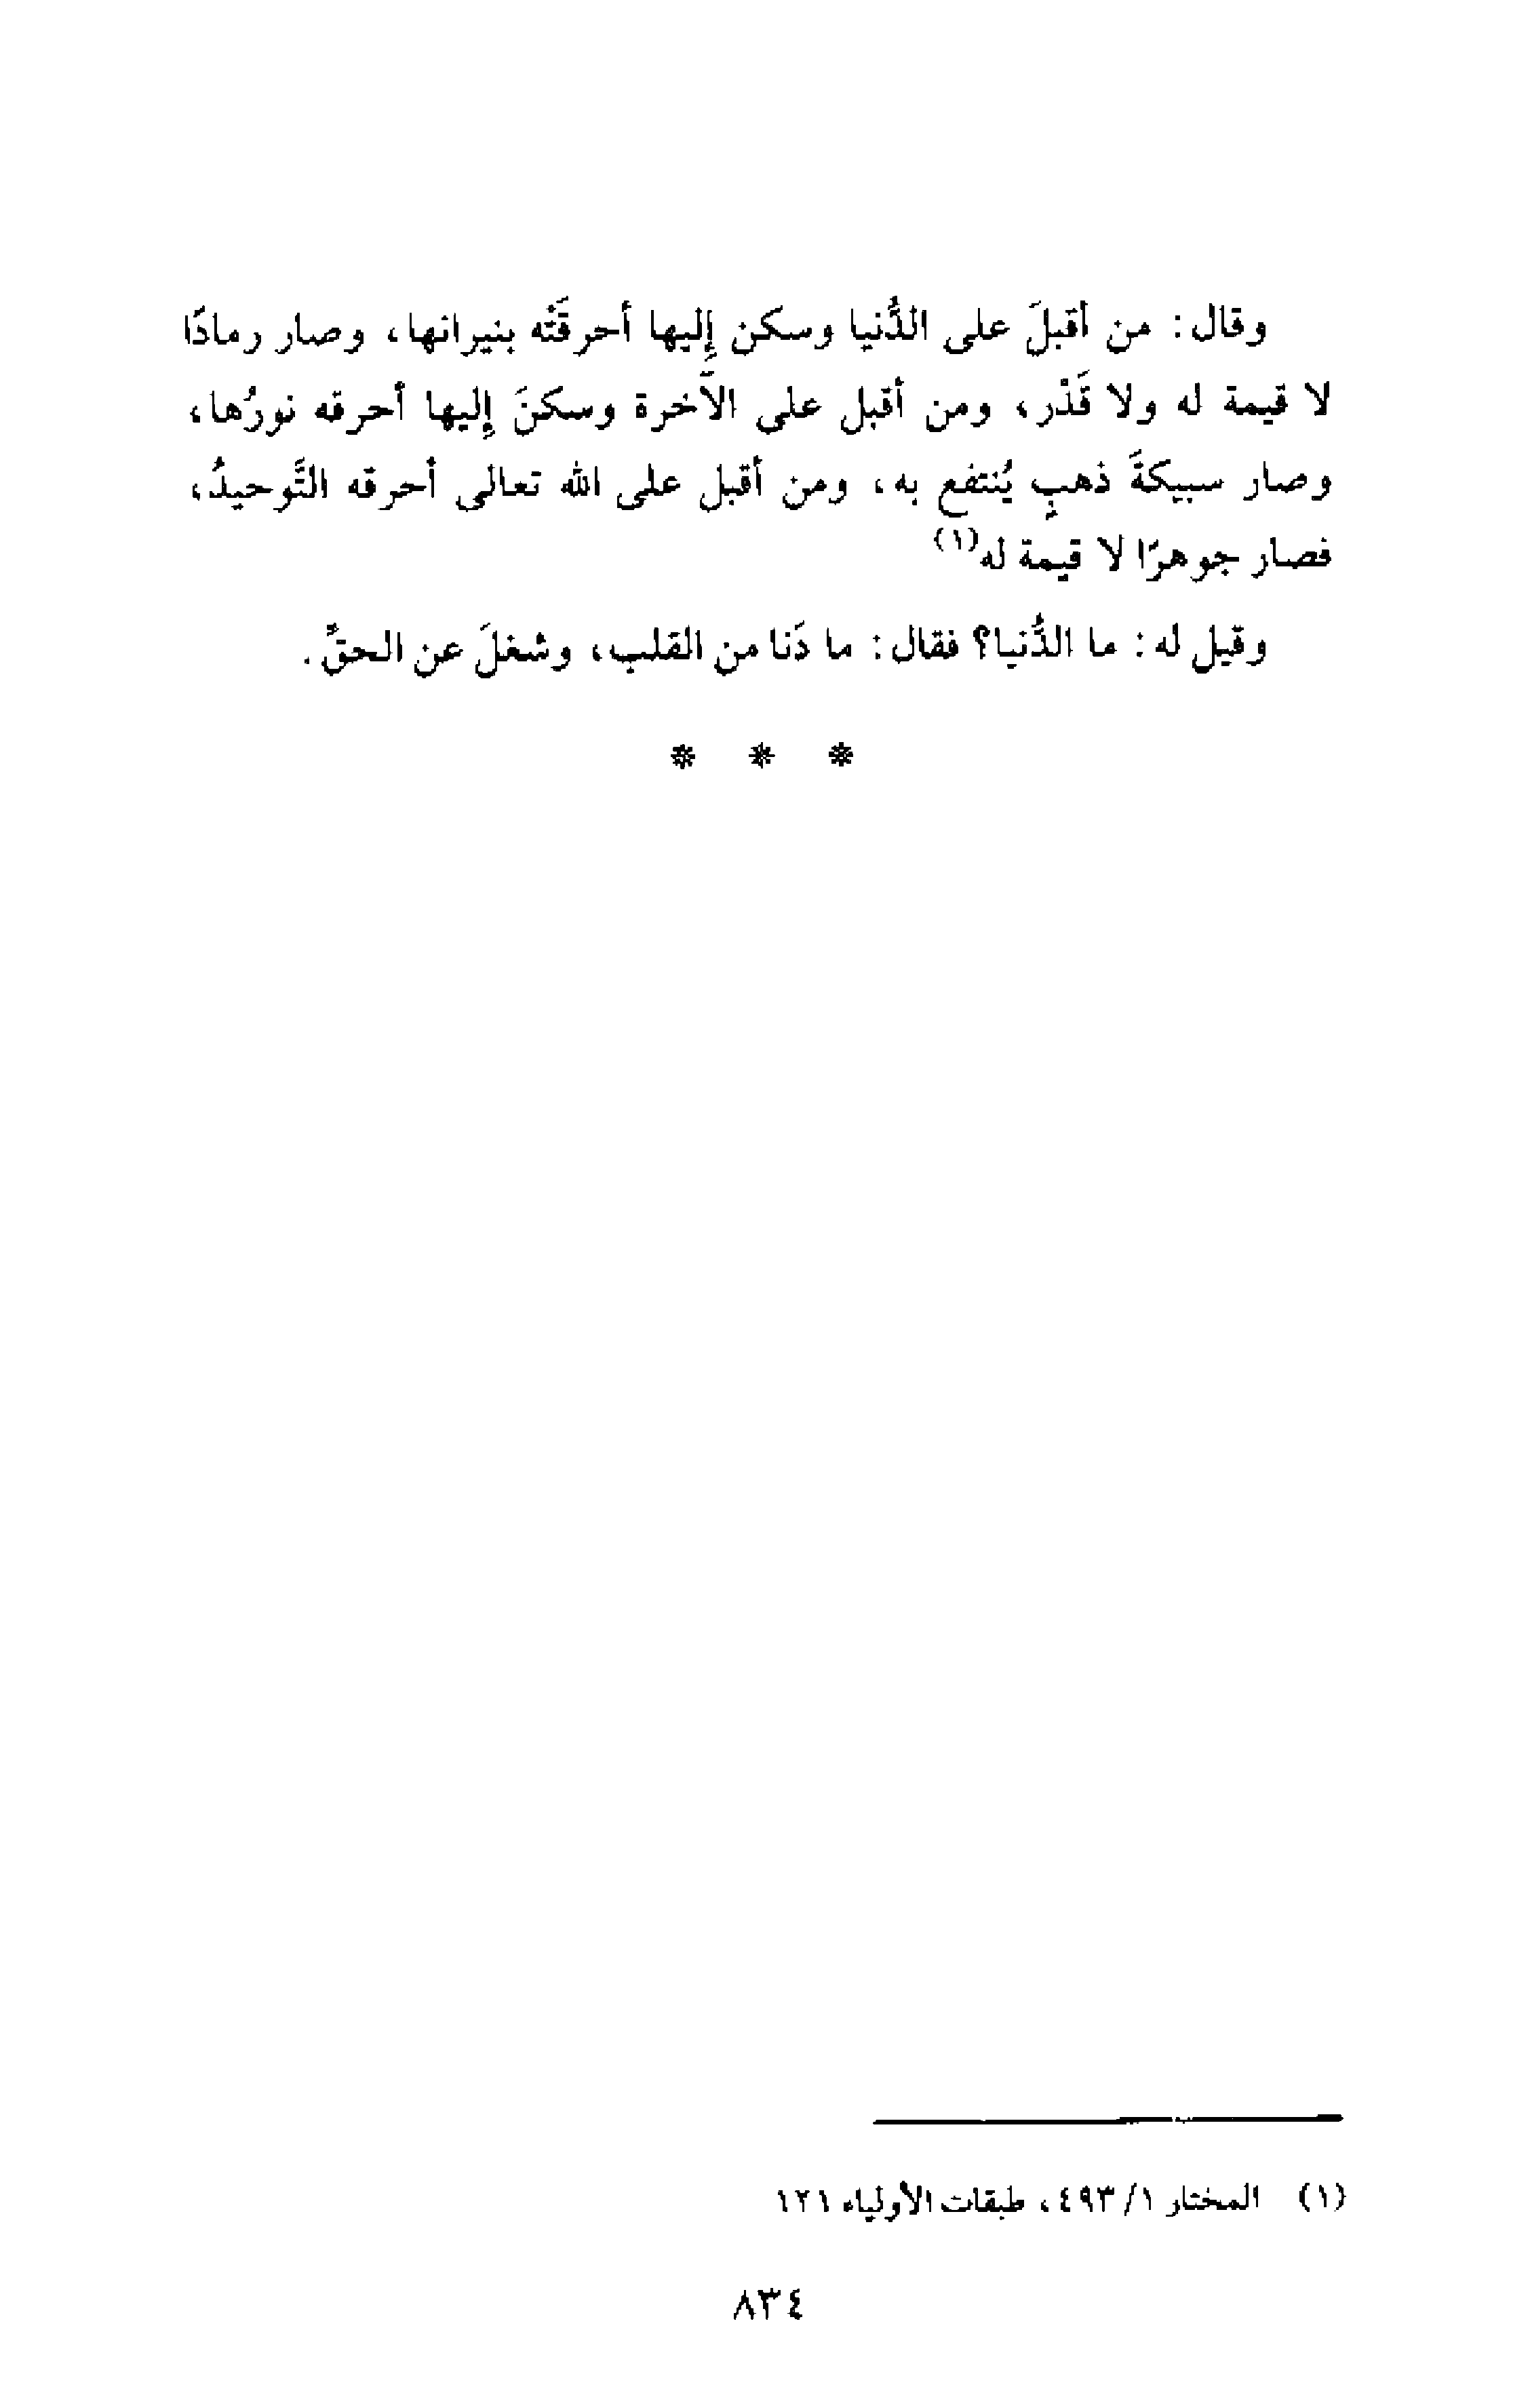 وقال: من أقبلَ على الدُّنيا وسكن إِليها أحرقَتْه بنيرانها، وصار رمادًا
لا قيمة له ولا قَدْر، ومن أقبل على الآخرة وسكنَ إِليها أحرقه نورُها،
وصار سبيكةَ ذهبٍ يُنتفع به، ومن أقبل على الله تعالى أحرقه التَّوحيدُ،
فصار جوهرًا لا قيمة له(١)
وقيل له: ما الدُّنيا؟ فقال: ما دَنا من القلب، وشغلَ عن الحقِّ.
* * *
(١) المختار ١/ ٤٩٣، طبقات الأولياء ١٢١
٨٣٤